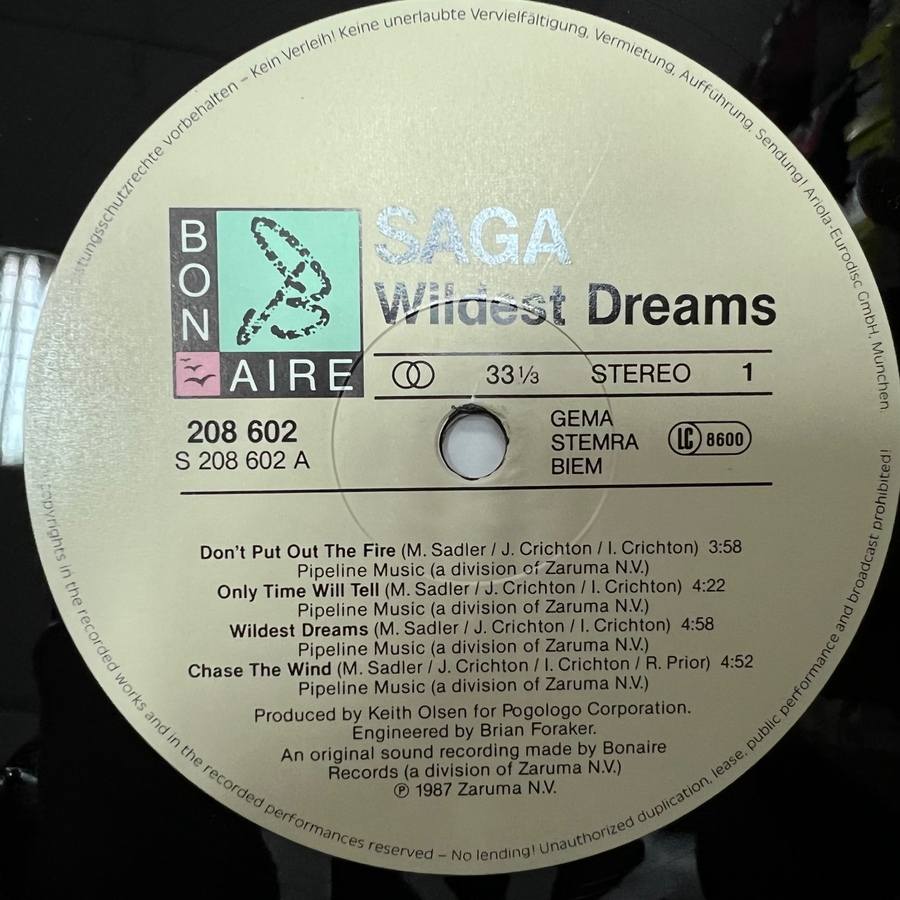 Leistungsschutzrechte vorbehalten – Kein Verleih! Keine unerlaubte Vervielfältigung, Vermietung, Aufführung, Sendung! Ariola-Eurodisc GmbH, München.
BON
AIRE
SAGA
Wildest Dreams
33⅓ STEREO 1
208 602
S 208 602 A
GEMA
STEMRA
BIEM
LC 8600
Don't Put Out The Fire (M. Sadler / J. Crichton / I. Crichton) 3:58
Pipeline Music (a division of Zaruma N.V.)
Only Time Will Tell (M. Sadler / J. Crichton / I. Crichton) 4:22
Pipeline Music (a division of Zaruma N.V.)
Wildest Dreams (M. Sadler / J. Crichton / I. Crichton) 4:58
Pipeline Music (a division of Zaruma N.V.)
Chase The Wind (M. Sadler / J. Crichton / I. Crichton / R. Prior) 4:52
Pipeline Music (a division of Zaruma N.V.)
Produced by Keith Olsen for Pogologo Corporation.
Engineered by Brian Foraker.
An original sound recording made by Bonaire
Records (a division of Zaruma N.V.)
℗ 1987 Zaruma N.V.
copyrights in the recorded works and in the recorded performances reserved – No lending! Unauthorized duplication, lease, public performance and broadcast prohibited!